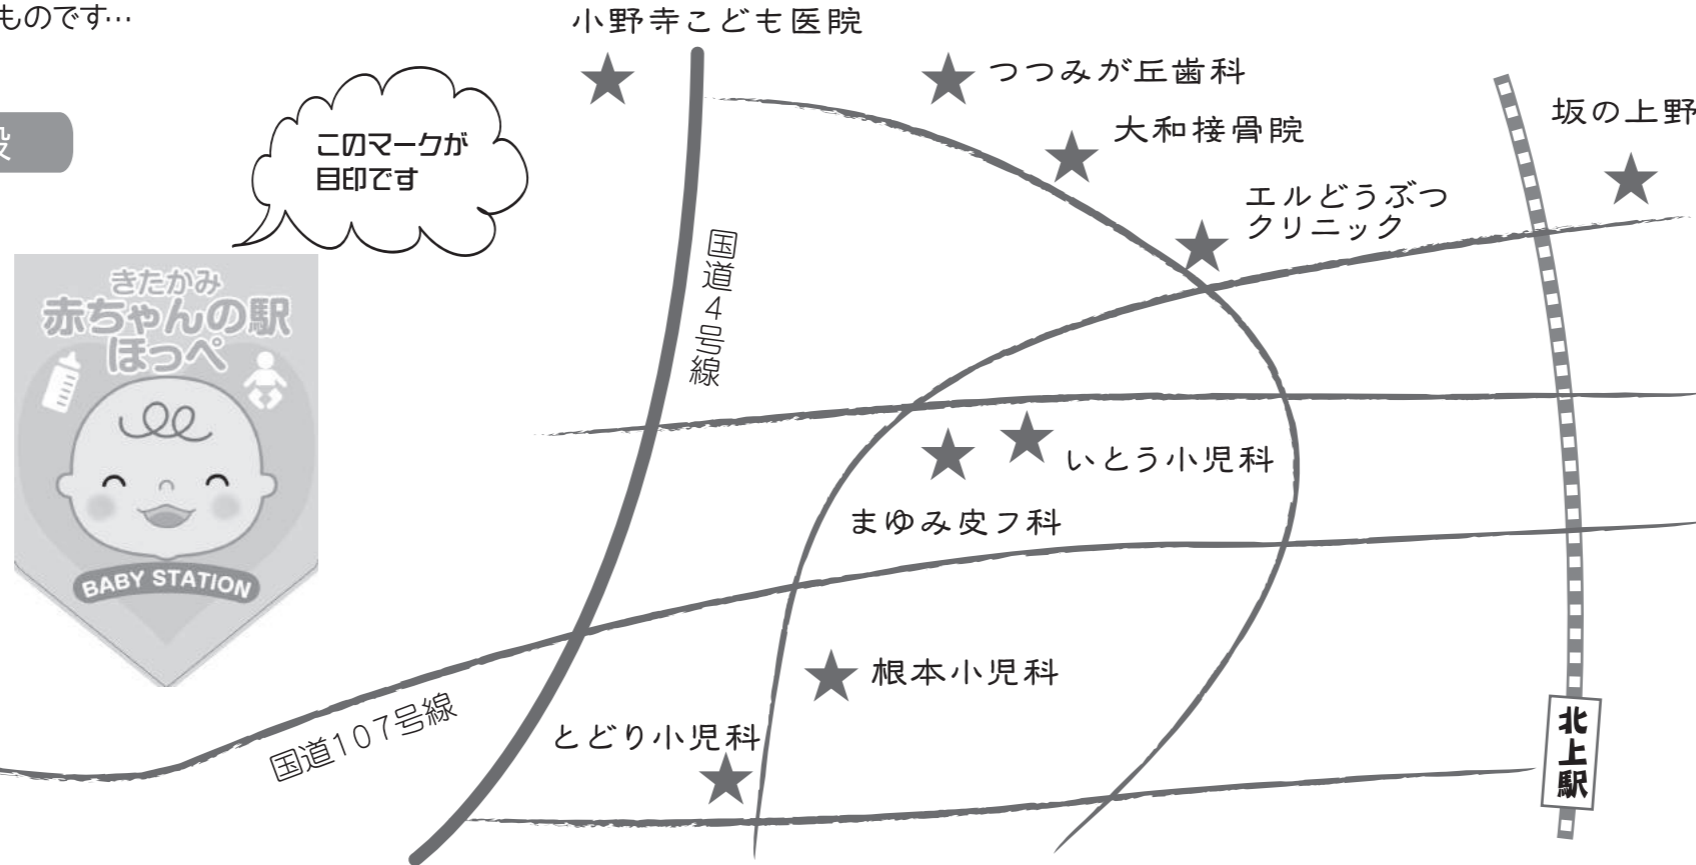 ものです…
設
このマークが
目印です
きたかみ
赤ちゃんの駅
ほっぺ
BABY STATION
小野寺こども医院
つつみが丘歯科
大和接骨院
坂の上野
エルどうぶつ
クリニック
国道4号線
いとう小児科
まゆみ皮フ科
根本小児科
国道107号線
とどり小児科
北上駅